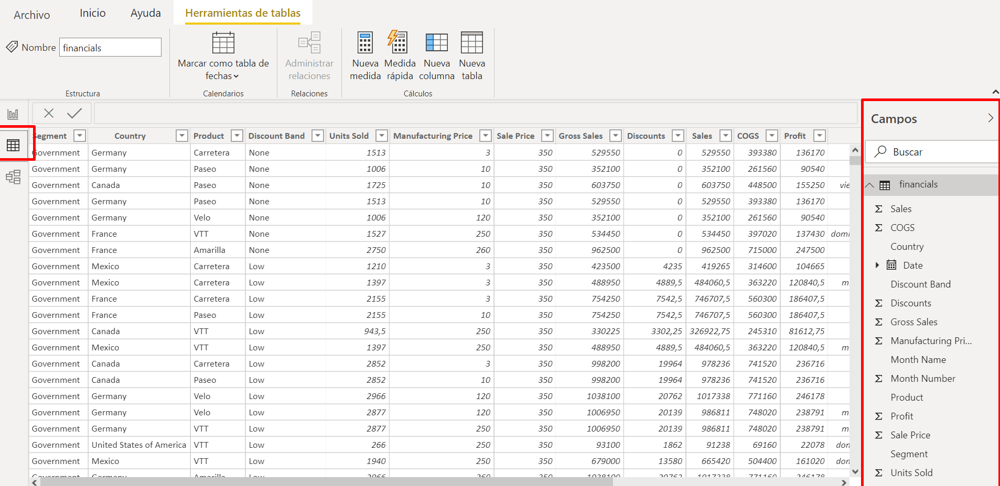 Archivo Inicio Ayuda Herramientas de tablas
Nombre financials
Marcar como tabla de fechas
Administrar relaciones
Nueva medida
Medida rápida
Nueva columna
Nueva tabla
Estructura Calendarios Relaciones Cálculos
Segment Country Product Discount Band Units Sold Manufacturing Price Sale Price Gross Sales Discounts Sales COGS Profit
Government Germany Carretera None 1513 3 350 529550 0 529550 393380 136170
Government Germany Paseo None 1006 10 350 352100 0 352100 261560 90540
Government Canada Paseo None 1725 10 350 603750 0 603750 448500 155250 vie
Government Germany Paseo None 1513 10 350 529550 0 529550 393380 136170
Government Germany Velo None 1006 120 350 352100 0 352100 261560 90540
Government France VTT None 1527 250 350 534450 0 534450 397020 137430 domi
Government France Amarilla None 2750 260 350 962500 0 962500 715000 247500
Government Mexico Carretera Low 1210 3 350 423500 4235 419265 314600 104665
Government Mexico Carretera Low 1397 3 350 488950 4889,5 484060,5 363220 120840,5 m
Government France Carretera Low 2155 3 350 754250 7542,5 746707,5 560300 186407,5
Government France Paseo Low 2155 10 350 754250 7542,5 746707,5 560300 186407,5
Government Canada VTT Low 943,5 250 350 330225 3302,25 326922,75 245310 81612,75
Government Mexico VTT Low 1397 250 350 488950 4889,5 484060,5 363220 120840,5 m
Government Canada Carretera Low 2852 3 350 998200 19964 978236 741520 236716
Government Canada Paseo Low 2852 10 350 998200 19964 978236 741520 236716
Government Germany Velo Low 2966 120 350 1038100 20762 1017338 771160 246178
Government Germany Velo Low 2877 120 350 1006950 20139 986811 748020 238791 m
Government Germany VTT Low 2877 250 350 1006950 20139 986811 748020 238791 m
Government United States of America VTT Low 266 250 350 93100 1862 91238 69160 22078 don
Government Mexico VTT Low 1940 250 350 679000 13580 665420 504400 161020 don
Government Germany Amarilla Low 2966 260 350 1038100 20762 1017338 771160 246178
Campos
Buscar
financials
Σ Sales
Σ COGS
Country
Date
Discount Band
Σ Discounts
Σ Gross Sales
Σ Manufacturing Pri...
Month Name
Σ Month Number
Product
Σ Profit
Σ Sale Price
Segment
Σ Units Sold